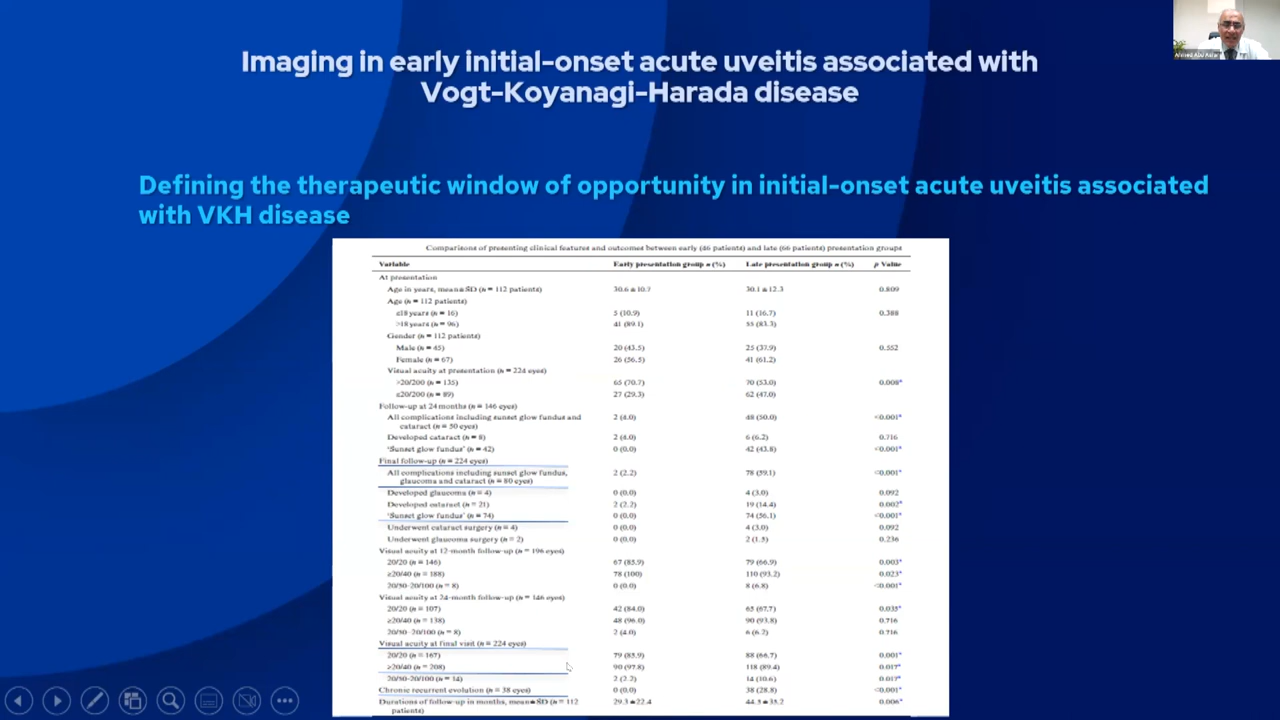 Imaging in early initial-onset acute uveitis associated with
Vogt-Koyanagi-Harada disease
Defining the therapeutic window of opportunity in initial-onset acute uveitis associated
with VKH disease
Comparisons of presenting clinical features and outcomes between early (46 patients) and late (66 patients) presentation groups
Variable Early presentation group n (%) Late presentation group n (%) p Value
At presentation
Age in years, mean±SD (n = 112 patients) 30.6 ± 10.7 30.1 ± 12.3 0.809
Age (n = 112 patients)
≤18 years (n = 16) 5 (10.9) 11 (16.7) 0.388
>18 years (n = 96) 41 (89.1) 55 (83.3)
Gender (n = 112 patients)
Male (n = 45) 20 (43.5) 25 (37.9) 0.552
Female (n = 67) 26 (56.5) 41 (61.2)
Visual acuity at presentation (n = 224 eyes)
>20/200 (n = 135) 65 (70.7) 70 (53.0) 0.008*
≤20/200 (n = 89) 27 (29.3) 62 (47.0)
Follow-up at 24 months (n = 146 eyes)
All complications including sunset glow fundus and 2 (4.0) 48 (50.0) <0.001*
cataract (n = 50 eyes)
Developed cataract (n = 8) 2 (4.0) 6 (6.2) 0.716
'Sunset glow fundus' (n = 42) 0 (0.0) 42 (43.8) <0.001*
Final follow-up (n = 224 eyes)
All complications including sunset glow fundus, 2 (2.2) 78 (59.1) <0.001*
glaucoma and cataract (n = 80 eyes)
Developed glaucoma (n = 4) 0 (0.0) 4 (3.0) 0.092
Developed cataract (n = 21) 2 (2.2) 19 (14.4) 0.002*
'Sunset glow fundus' (n = 74) 0 (0.0) 74 (56.1) <0.001*
Underwent cataract surgery (n = 4) 0 (0.0) 4 (3.0) 0.092
Underwent glaucoma surgery (n = 2) 0 (0.0) 2 (1.5) 0.236
Visual acuity at 12-month follow-up (n = 196 eyes)
20/20 (n = 146) 67 (85.9) 79 (66.9) 0.003*
≥20/40 (n = 188) 78 (100) 110 (93.2) 0.023*
20/50-20/100 (n = 8) 0 (0.0) 8 (6.8) <0.001*
Visual acuity at 24-month follow-up (n = 146 eyes)
20/20 (n = 107) 42 (84.0) 65 (67.7) 0.035*
≥20/40 (n = 138) 48 (96.0) 90 (93.8) 0.716
20/50-20/100 (n = 8) 2 (4.0) 6 (6.2) 0.716
Visual acuity at final visit (n = 224 eyes)
20/20 (n = 167) 79 (85.9) 88 (66.7) 0.001*
≥20/40 (n = 208) 90 (97.8) 118 (89.4) 0.017*
20/50-20/100 (n = 14) 2 (2.2) 14 (10.6) 0.017*
Chronic recurrent evolution (n = 38 eyes) 0 (0.0) 38 (28.8) <0.001*
Durations of follow-up in months, mean±SD (n = 112 29.3 ± 22.4 44.5 ± 35.2 0.006*
patients)